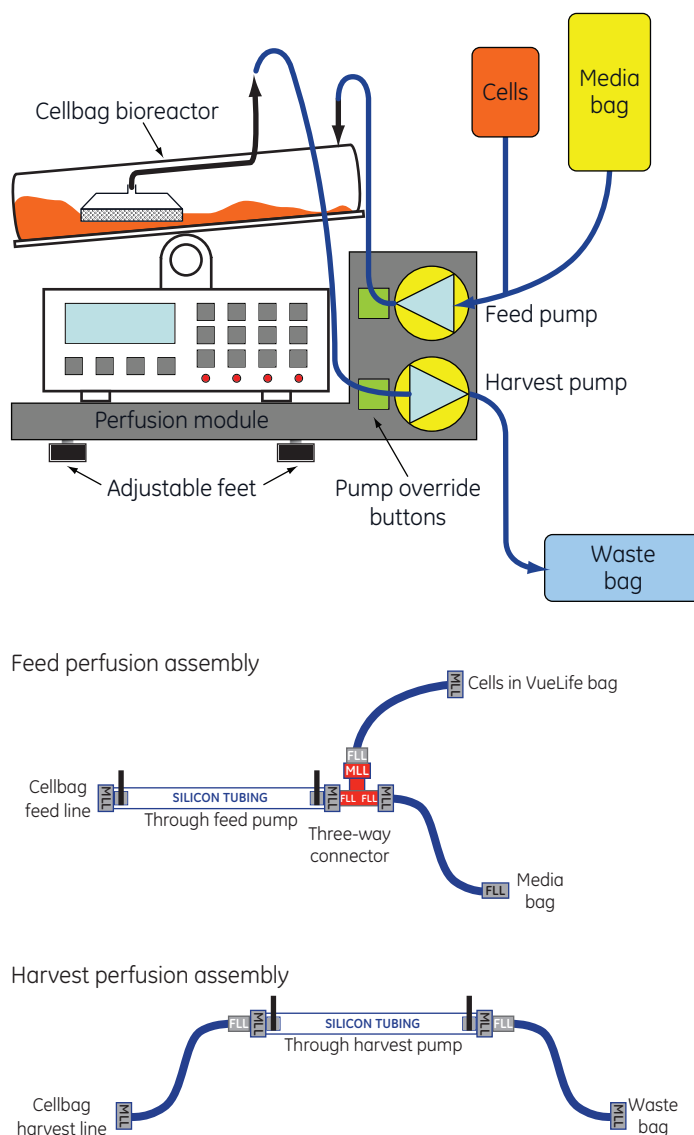 Cellbag bioreactor
Cells
Media
bag
Feed pump
Harvest pump
Perfusion module
Adjustable feet
Pump override
buttons
Waste
bag
Feed perfusion assembly
MLL
Cells in VueLife bag
FLL
MLL
Cellbag
feed line
MLL
SILICON TUBING
MLL
FLL FLL
MLL
Through feed pump
Three-way
connector
FLL
Media
bag
Harvest perfusion assembly
FLL
MLL
SILICON TUBING
MLL
FLL
Through harvest pump
Cellbag
harvest line
MLL
MLL
Waste
bag